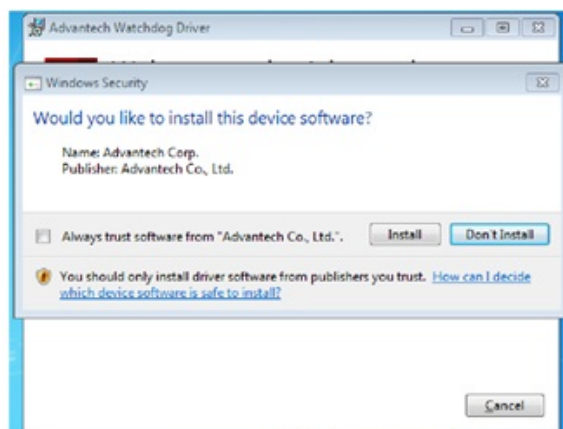 Advantech Watchdog Driver
Windows Security
Would you like to install this device software?
Name: Advantech Corp.
Publisher: Advantech Co., Ltd.
Always trust software from "Advantech Co., Ltd.".
Install
Don't Install
You should only install driver software from publishers you trust. How can I decide
which device software is safe to install?
Cancel